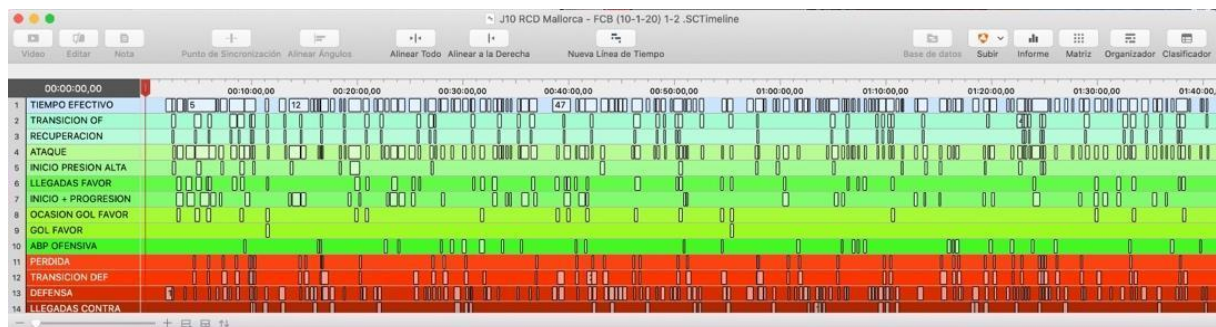 J10 RCD Mallorca - FCB (10-1-20) 1-2 .SCTimeline
Vídeo Editar Nota Punto de Sincronización Alinear Ángulos Alinear Todo Alinear a la Derecha Nueva Línea de Tiempo Base de datos Subir Informe Matriz Organizador Clasificador
00:00:00,00 00:10:00,00 00:20:00,00 00:30:00,00 00:40:00,00 00:50:00,00 01:00:00,00 01:10:00,00 01:20:00,00 01:30:00,00 01:40:00,
1 TIEMPO EFECTIVO 5 12 47
2 TRANSICION OF
3 RECUPERACION
4 ATAQUE
5 INICIO PRESION ALTA
6 LLEGADAS FAVOR
7 INICIO + PROGRESION
8 OCASION GOL FAVOR
9 GOL FAVOR
10 ABP OFENSIVA
11 PERDIDA
12 TRANSICION DEF
13 DEFENSA
14 LLEGADAS CONTRA